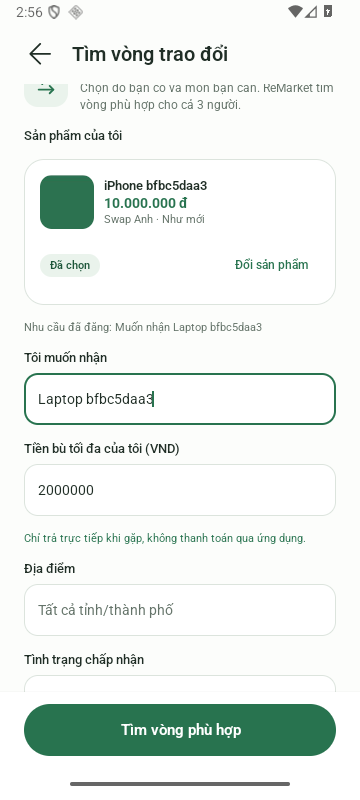 2:56
Tìm vòng trao đổi
Chọn đồ bạn có và món bạn cần. ReMarket tìm
vòng phù hợp cho cả 3 người.
Sản phẩm của tôi
iPhone bfbc5daa3
10.000.000 đ
Swap Anh · Như mới
Đã chọn
Đổi sản phẩm
Nhu cầu đã đăng: Muốn nhận Laptop bfbc5daa3
Tôi muốn nhận
Laptop bfbc5daa3
Tiền bù tối đa của tôi (VND)
2000000
Chỉ trả trực tiếp khi gặp, không thanh toán qua ứng dụng.
Địa điểm
Tất cả tỉnh/thành phố
Tình trạng chấp nhận
Tìm vòng phù hợp